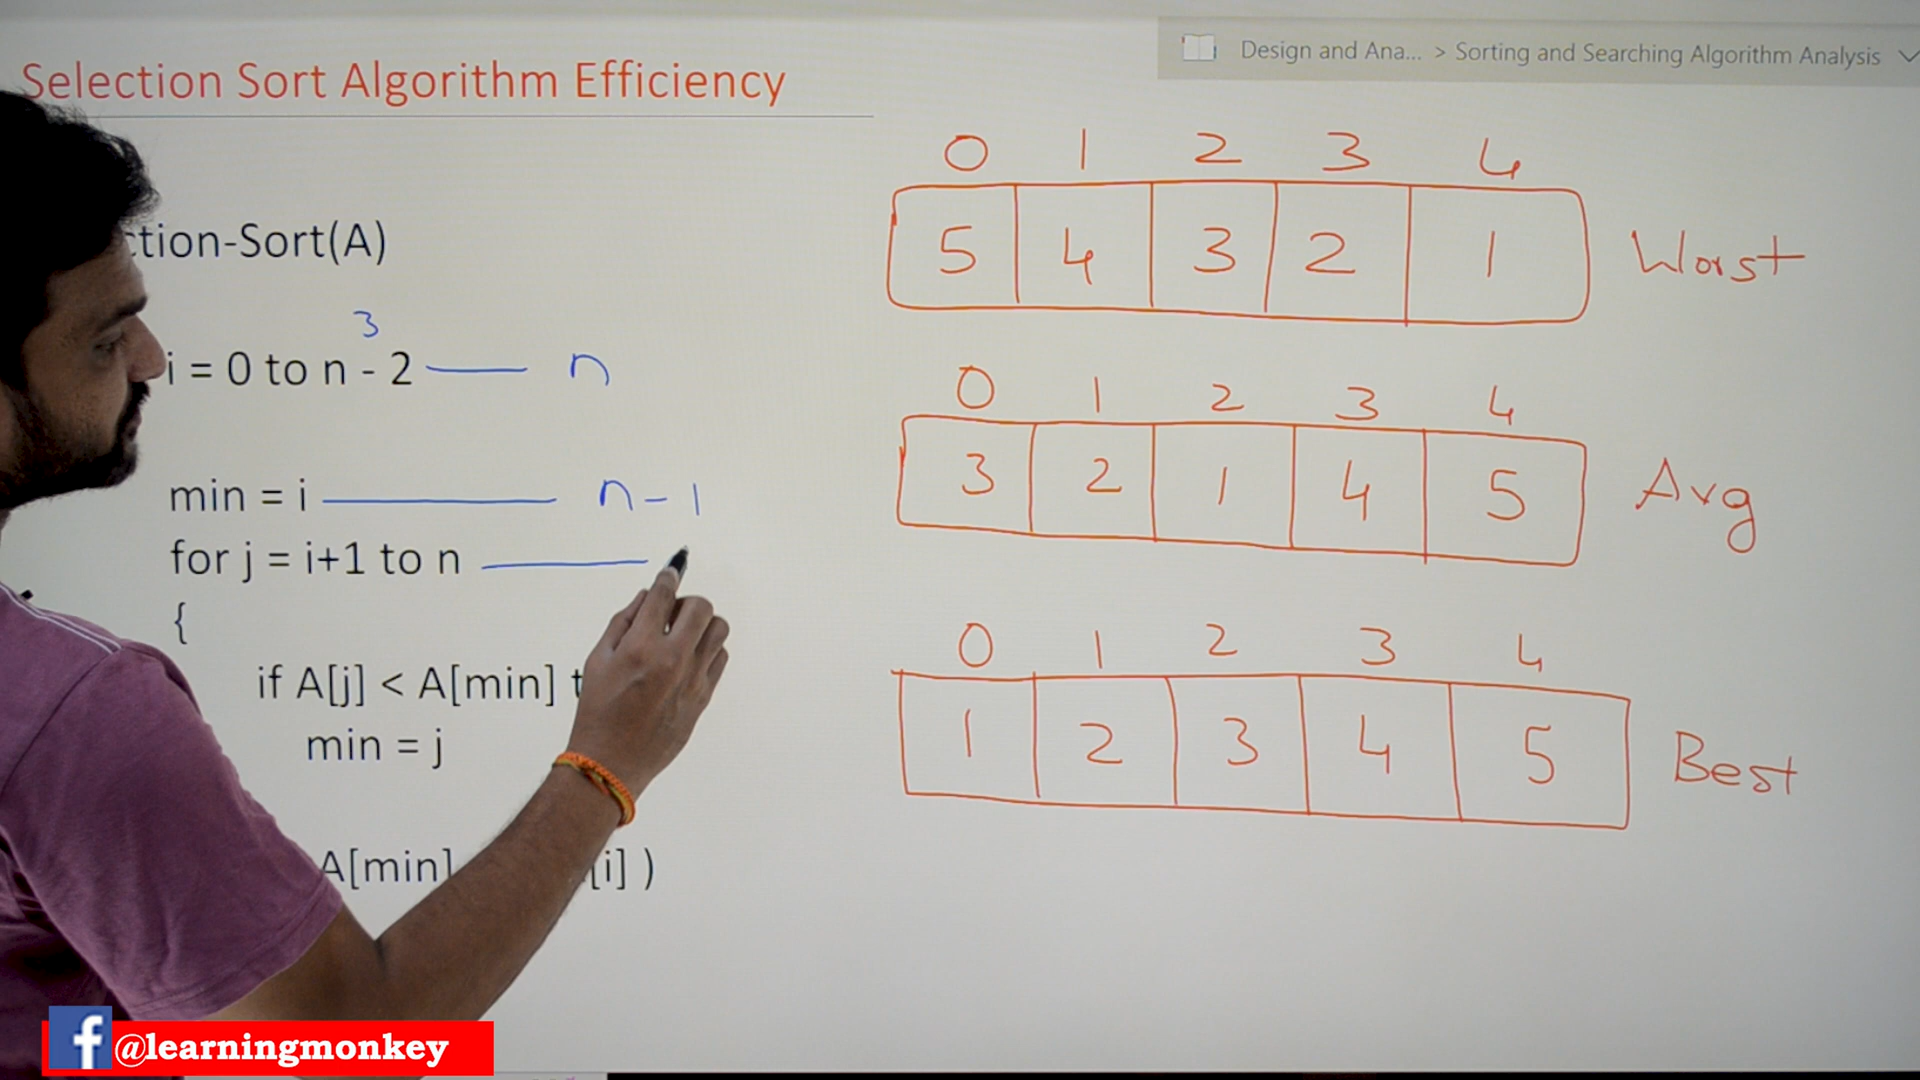 Selection Sort Algorithm Efficiency
Design and Ana... > Sorting and Searching Algorithm Analysis
tion-Sort(A)
3
i = 0 to n - 2 n
min = i n - 1
for j = i+1 to n
{
if A[j] < A[min]
min = j
A[min] [i] )
0 1 2 3 4
5 4 3 2 1 Worst
0 1 2 3 4
3 2 1 4 5 Avg
0 1 2 3 4
1 2 3 4 5 Best
f @learningmonkey